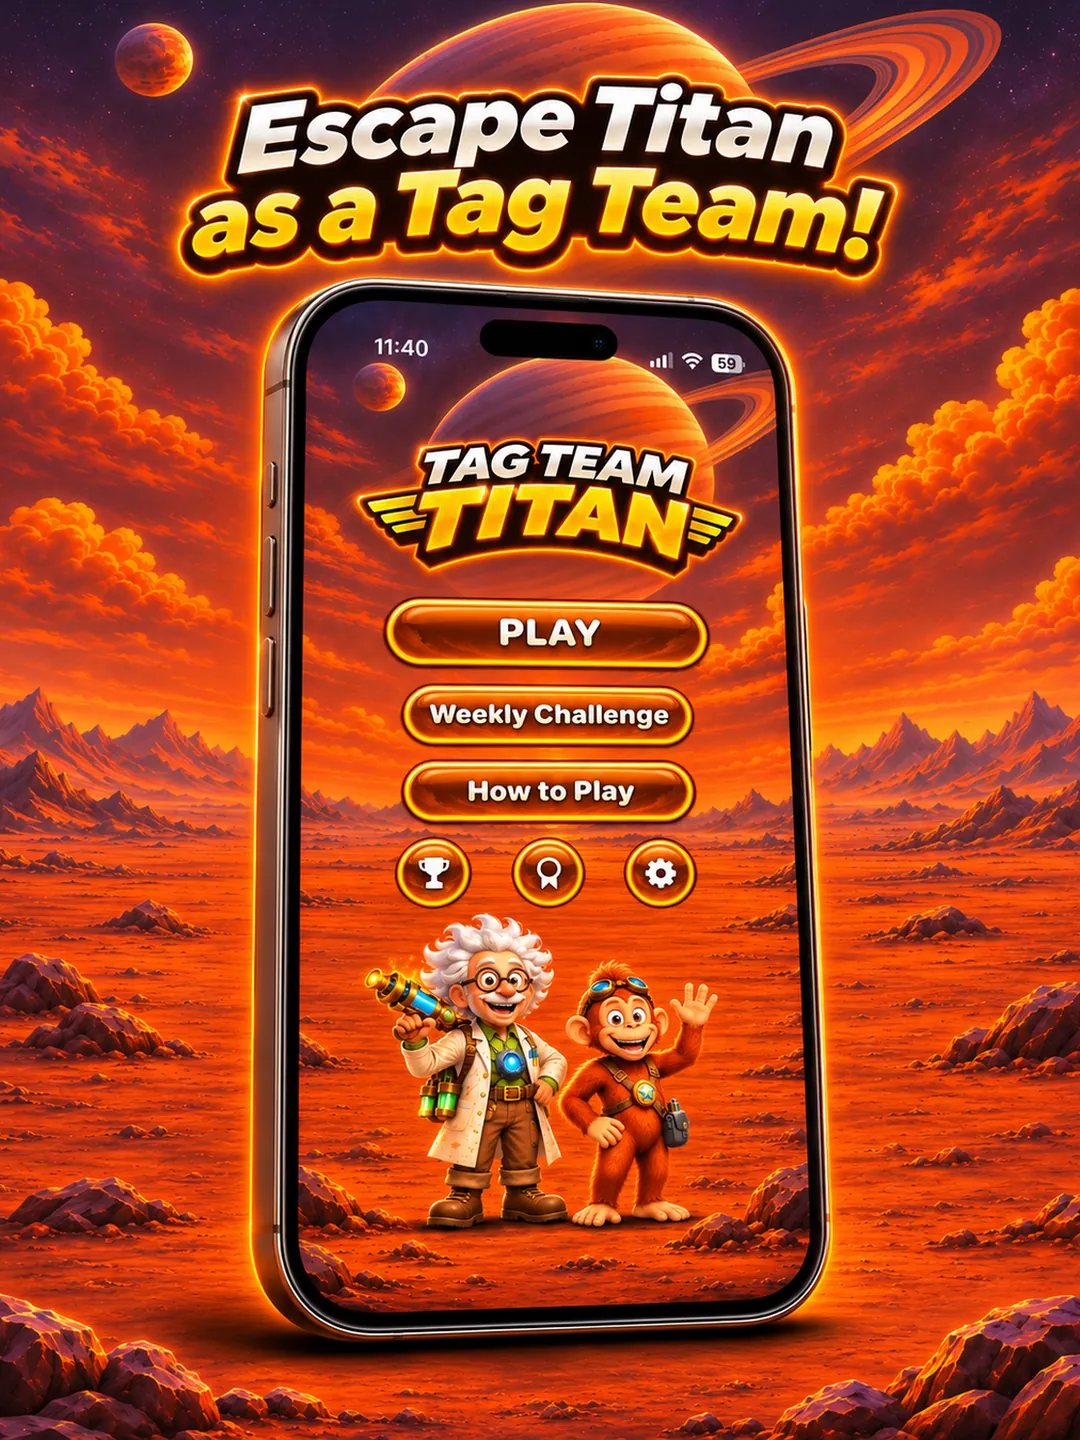 Escape Titan
as a Tag Team!
11:40
59
TAG TEAM
TITAN
PLAY
Weekly Challenge
How to Play